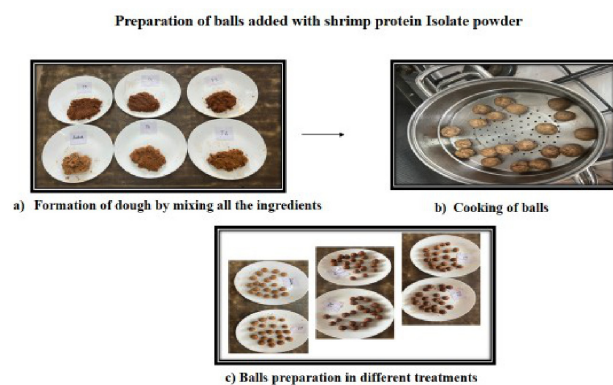 Preparation of balls added with shrimp protein Isolate powder
a) Formation of dough by mixing all the ingredients
b) Cooking of balls
c) Balls preparation in different treatments